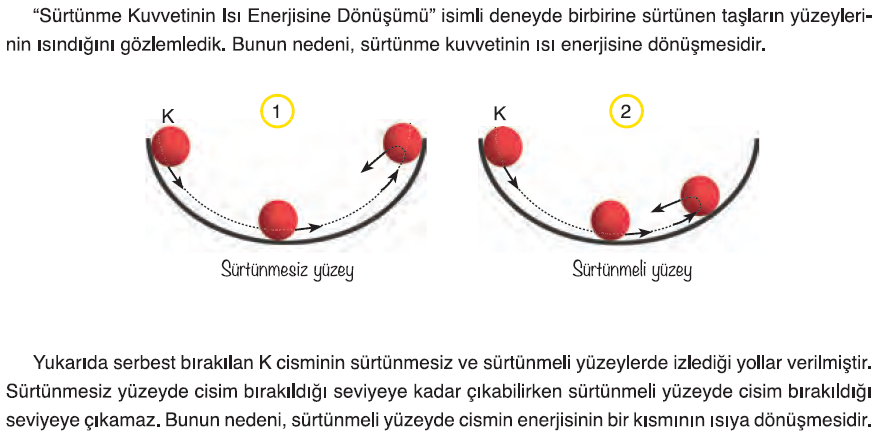 “Sürtünme Kuvvetinin Isı Enerjisine Dönüşümü” isimli deneyde birbirine sürtünen taşların yüzeyleri-
nin ısındığını gözlemledik. Bunun nedeni, sürtünme kuvvetinin ısı enerjisine dönüşmesidir.
K 1 K 2
Sürtünmesiz yüzey Sürtünmeli yüzey
Yukarıda serbest bırakılan K cisminin sürtünmesiz ve sürtünmeli yüzeylerde izlediği yollar verilmiştir.
Sürtünmesiz yüzeyde cisim bırakıldığı seviyeye kadar çıkabilirken sürtünmeli yüzeyde cisim bırakıldığı
seviyeye çıkamaz. Bunun nedeni, sürtünmeli yüzeyde cismin enerjisinin bir kısmının ısıya dönüşmesidir.